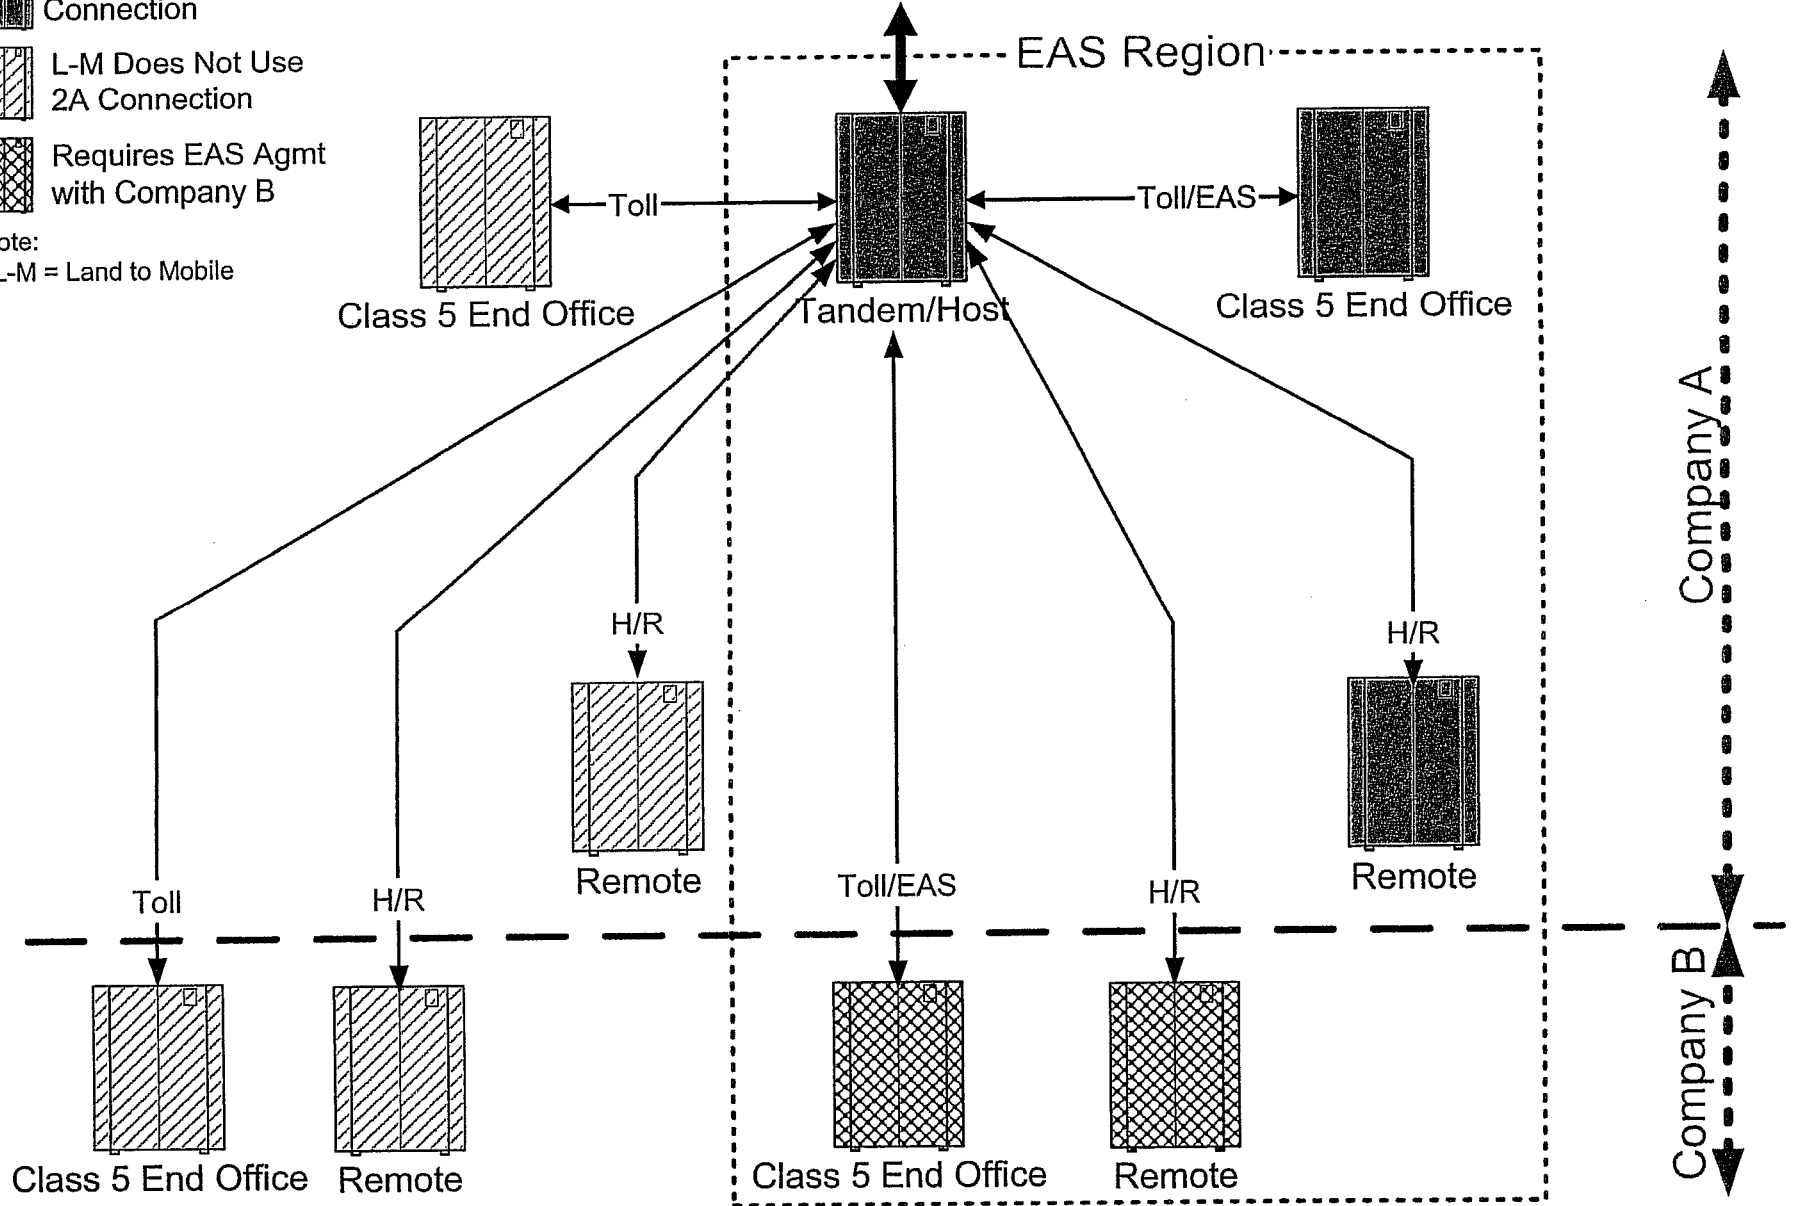 Connection
L-M Does Not Use
2A Connection
Requires EAS Agmt
with Company B
L-M = Land to Mobile
EAS Region
Toll
Toll/EAS
Class 5 End Office
Tandem/Host
Class 5 End Office
Company A
H/R
H/R
Remote
Remote
Toll
H/R
Toll/EAS
H/R
Company B
Class 5 End Office
Remote
Class 5 End Office
Remote